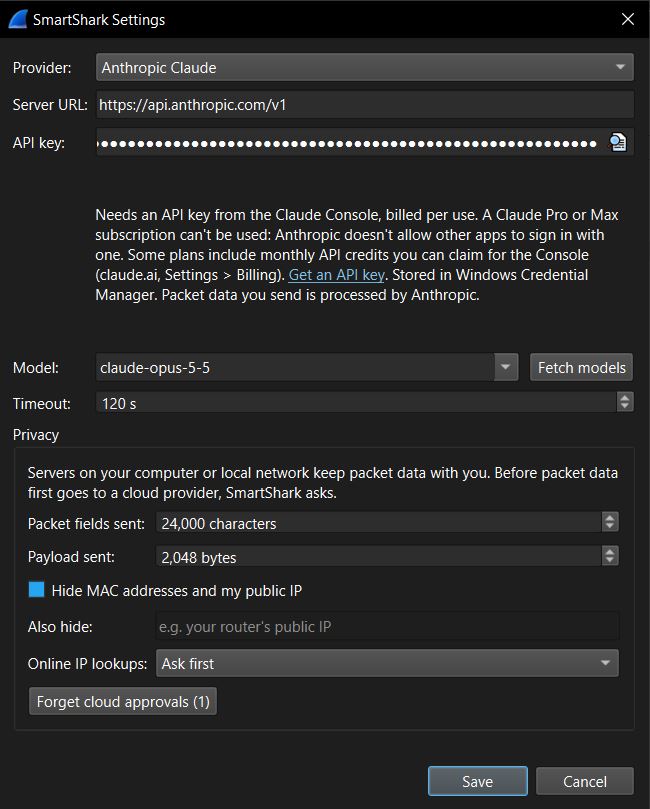 SmartShark Settings
Provider: Anthropic Claude
Server URL: https://api.anthropic.com/v1
API key: 
Needs an API key from the Claude Console, billed per use. A Claude Pro or Max
subscription can't be used: Anthropic doesn't allow other apps to sign in with
one. Some plans include monthly API credits you can claim for the Console
(claude.ai, Settings > Billing). Get an API key. Stored in Windows Credential
Manager. Packet data you send is processed by Anthropic.
Model: claude-opus-5-5 Fetch models
Timeout: 120 s
Privacy
Servers on your computer or local network keep packet data with you. Before packet data
first goes to a cloud provider, SmartShark asks.
Packet fields sent: 24,000 characters
Payload sent: 2,048 bytes
Hide MAC addresses and my public IP
Also hide: e.g. your router's public IP
Online IP lookups: Ask first
Forget cloud approvals (1)
Save Cancel